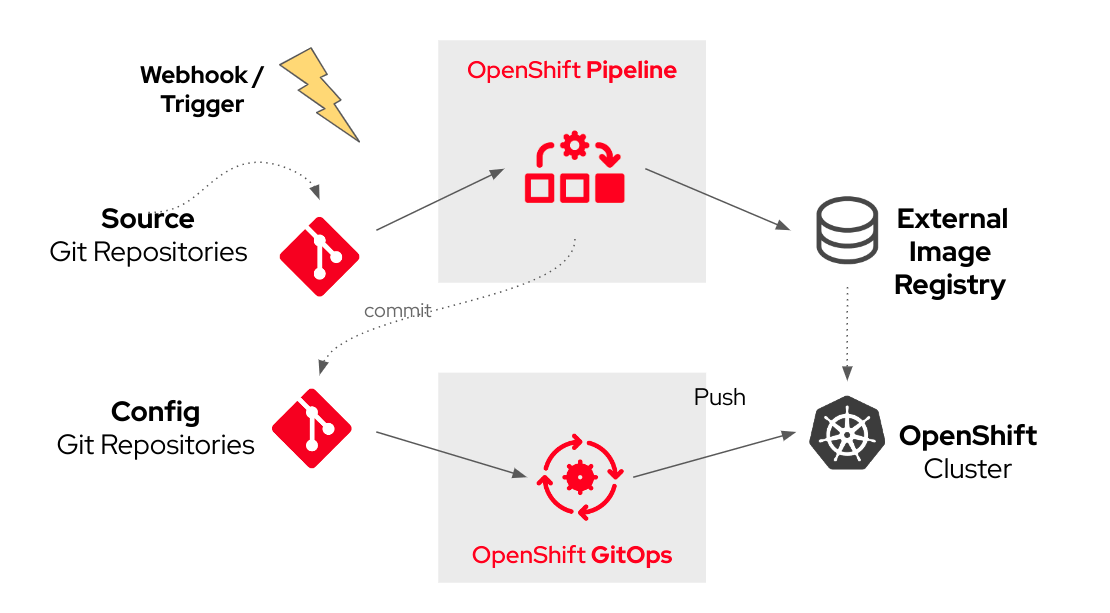 Webhook /
Trigger
OpenShift Pipeline
Source
Git Repositories
External
Image
Registry
commit
Config
Git Repositories
Push
OpenShift
Cluster
OpenShift GitOps